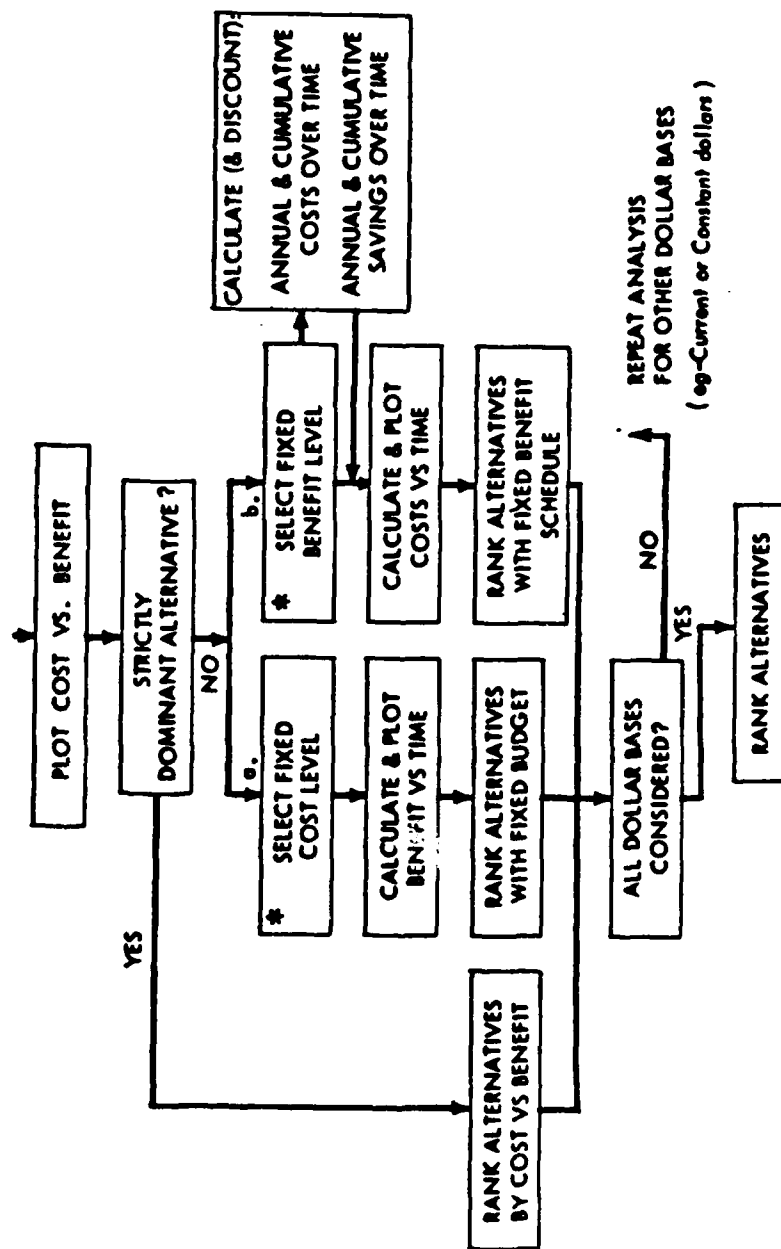 PLOT COST VS. BENEFIT
STRICTLY
DOMINANT ALTERNATIVE?
YES
NO
a.
b.
* SELECT FIXED
COST LEVEL
* SELECT FIXED
BENEFIT LEVEL
CALCULATE (& DISCOUNT):
ANNUAL & CUMULATIVE
COSTS OVER TIME
ANNUAL & CUMULATIVE
SAVINGS OVER TIME
CALCULATE & PLOT
BENEFIT VS TIME
CALCULATE & PLOT
COSTS VS TIME
RANK ALTERNATIVES
BY COST VS BENEFIT
RANK ALTERNATIVES
WITH FIXED BUDGET
RANK ALTERNATIVES
WITH FIXED BENEFIT
SCHEDULE
ALL DOLLAR BASES
CONSIDERED?
NO
REPEAT ANALYSIS
FOR OTHER DOLLAR BASES
(eg-Current or Constant dollars)
YES
RANK ALTERNATIVES